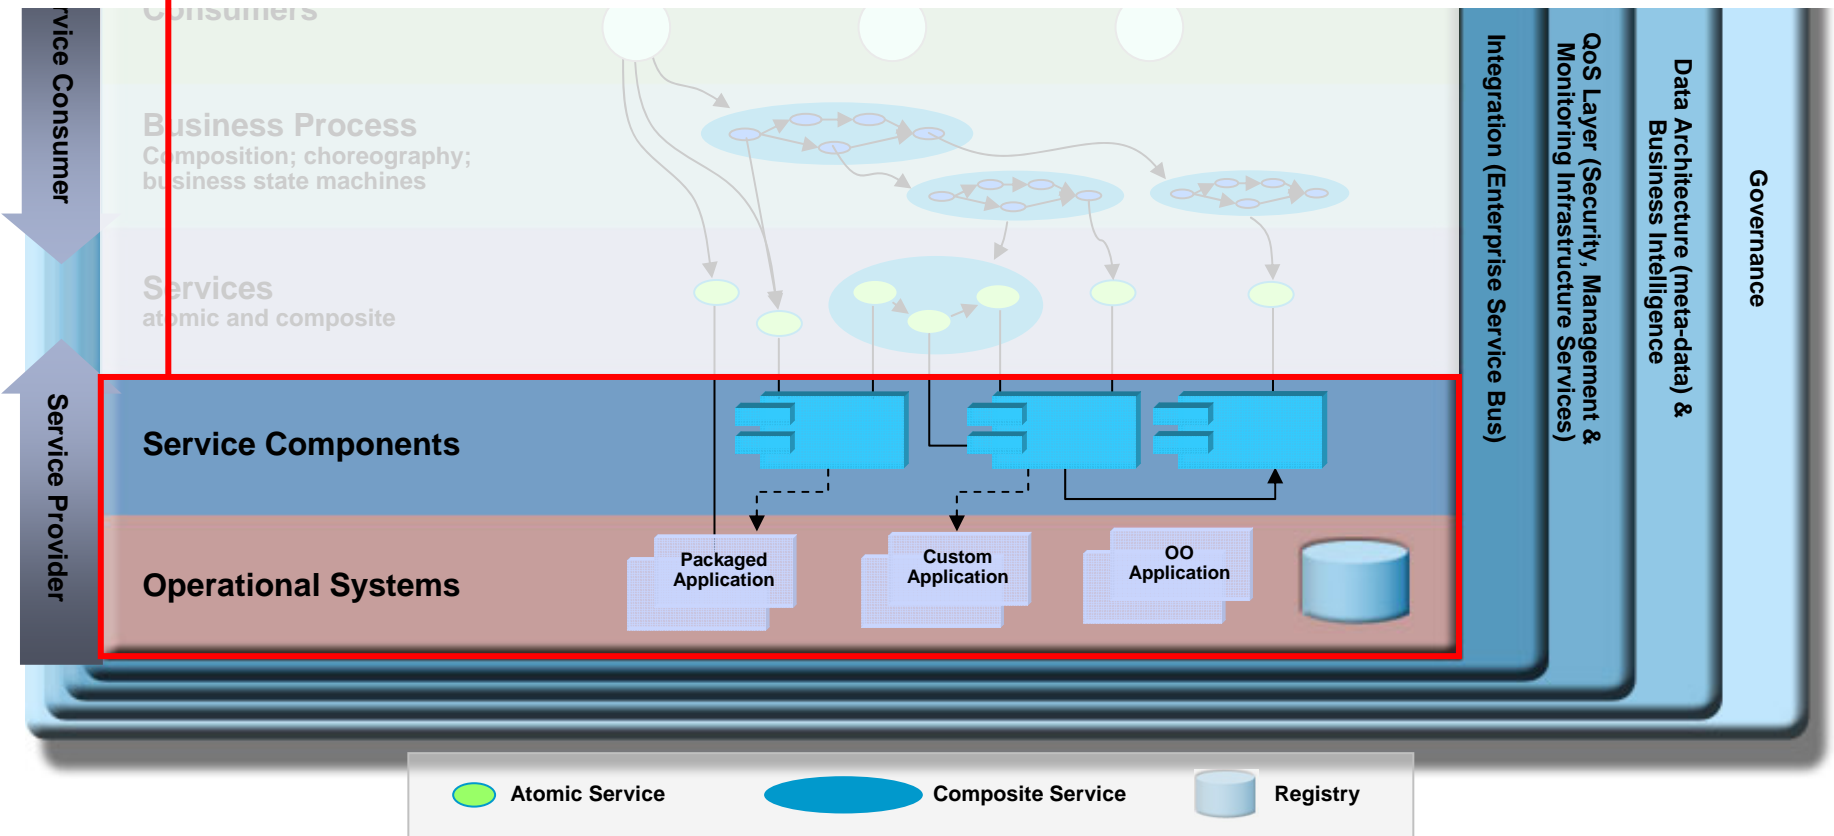 Consumers
Business Process
Composition; choreography;
business state machines
Services
atomic and composite
Service Components
Operational Systems
Packaged
Application
Custom
Application
OO
Application
Consumer
Service Provider
Integration (Enterprise Service Bus)
QoS Layer (Security, Management &
Monitoring Infrastructure Services)
Data Architecture (meta-data) &
Business Intelligence
Governance
Atomic Service
Composite Service
Registry